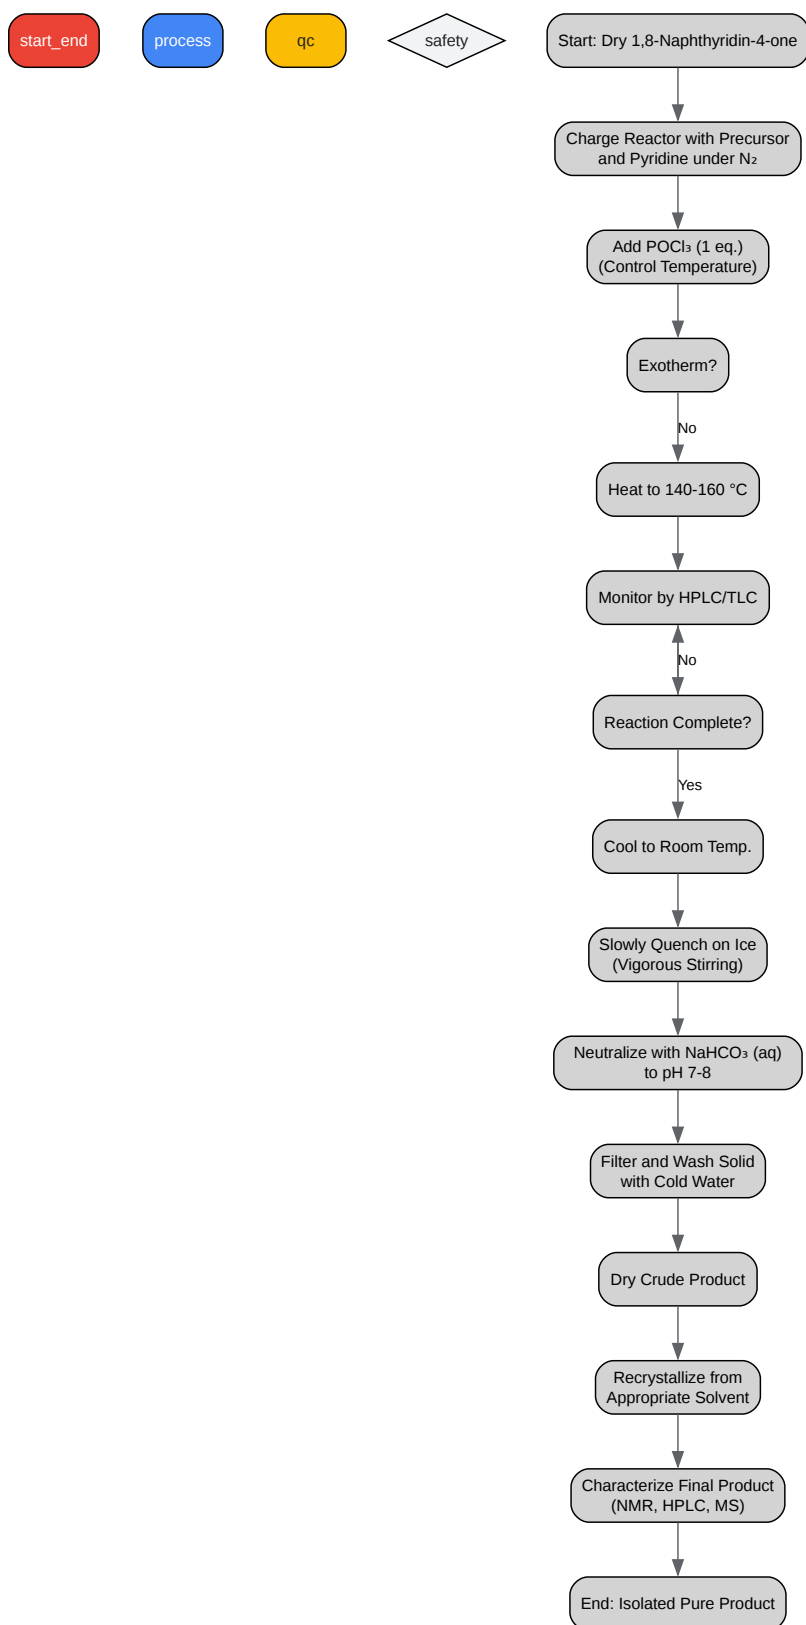 start_end
process
qc
safety
Start: Dry 1,8-Naphthyridin-4-one
Charge Reactor with Precursor
and Pyridine under N₂
Add POCl₃ (1 eq.)
(Control Temperature)
Exotherm?
No
Heat to 140-160 °C
Monitor by HPLC/TLC
No
Reaction Complete?
Yes
Cool to Room Temp.
Slowly Quench on Ice
(Vigorous Stirring)
Neutralize with NaHCO₃ (aq)
to pH 7-8
Filter and Wash Solid
with Cold Water
Dry Crude Product
Recrystallize from
Appropriate Solvent
Characterize Final Product
(NMR, HPLC, MS)
End: Isolated Pure Product